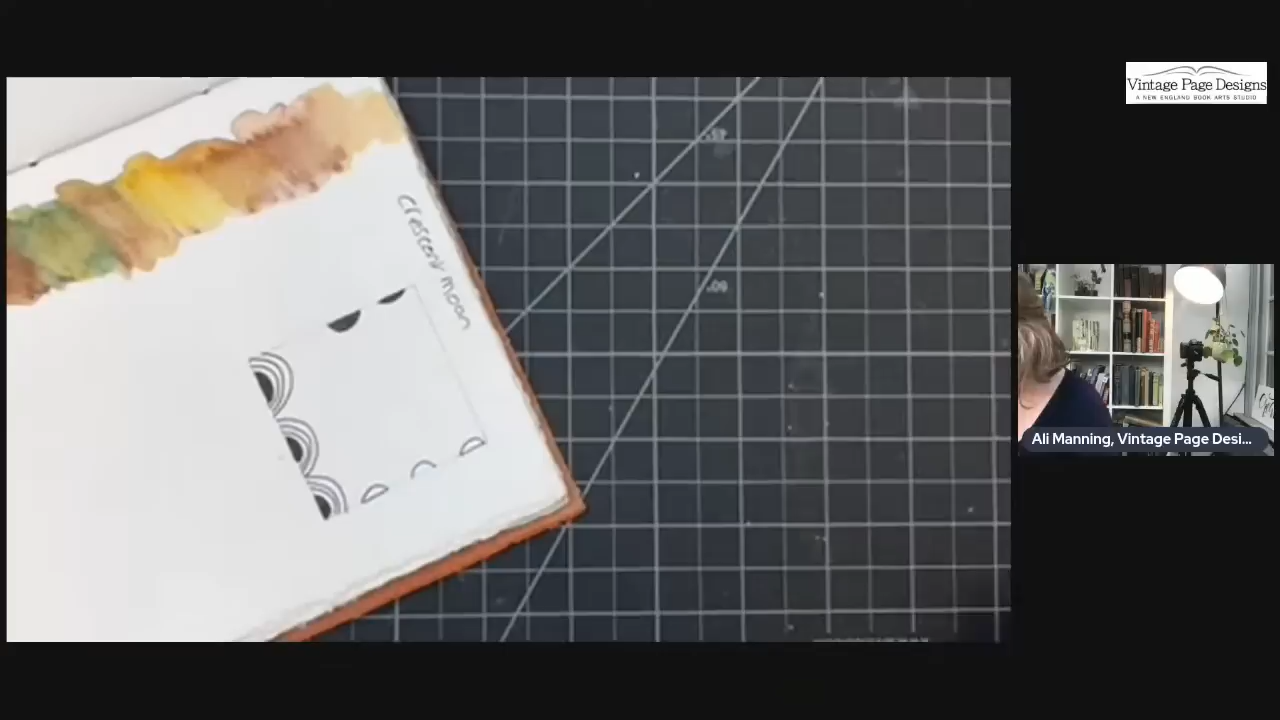 Vintage Page Designs
A NEW ENGLAND BOOK ARTS STUDIO
crescent moon
Ali Manning, Vintage Page Desi...